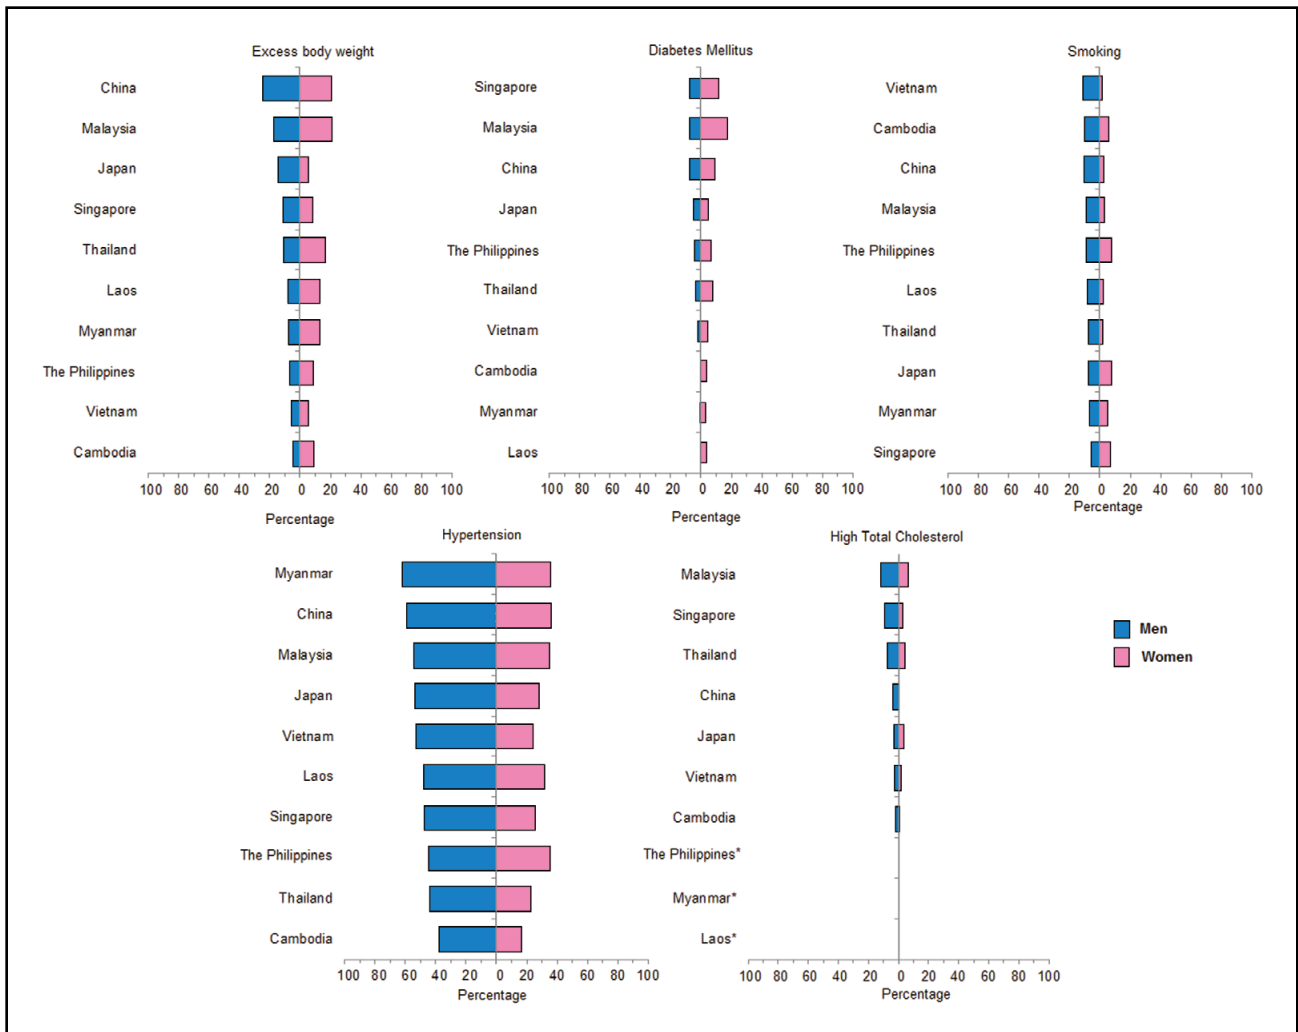 Excess body weight
China
Malaysia
Japan
Singapore
Thailand
Laos
Myanmar
The Philippines
Vietnam
Cambodia
100 80 60 40 20 0 20 40 60 80 100
Percentage
Diabetes Mellitus
Singapore
Malaysia
China
Japan
The Philippines
Thailand
Vietnam
Cambodia
Myanmar
Laos
100 80 60 40 20 0 20 40 60 80 100
Percentage
Smoking
Vietnam
Cambodia
China
Malaysia
The Philippines
Laos
Thailand
Japan
Myanmar
Singapore
100 80 60 40 20 0 20 40 60 80 100
Percentage
Hypertension
Myanmar
China
Malaysia
Japan
Vietnam
Laos
Singapore
The Philippines
Thailand
Cambodia
100 80 60 40 20 0 20 40 60 80 100
Percentage
High Total Cholesterol
Malaysia
Singapore
Thailand
China
Japan
Vietnam
Cambodia
The Philippines*
Myanmar*
Laos*
100 80 60 40 20 0 20 40 60 80 100
Percentage
Men
Women